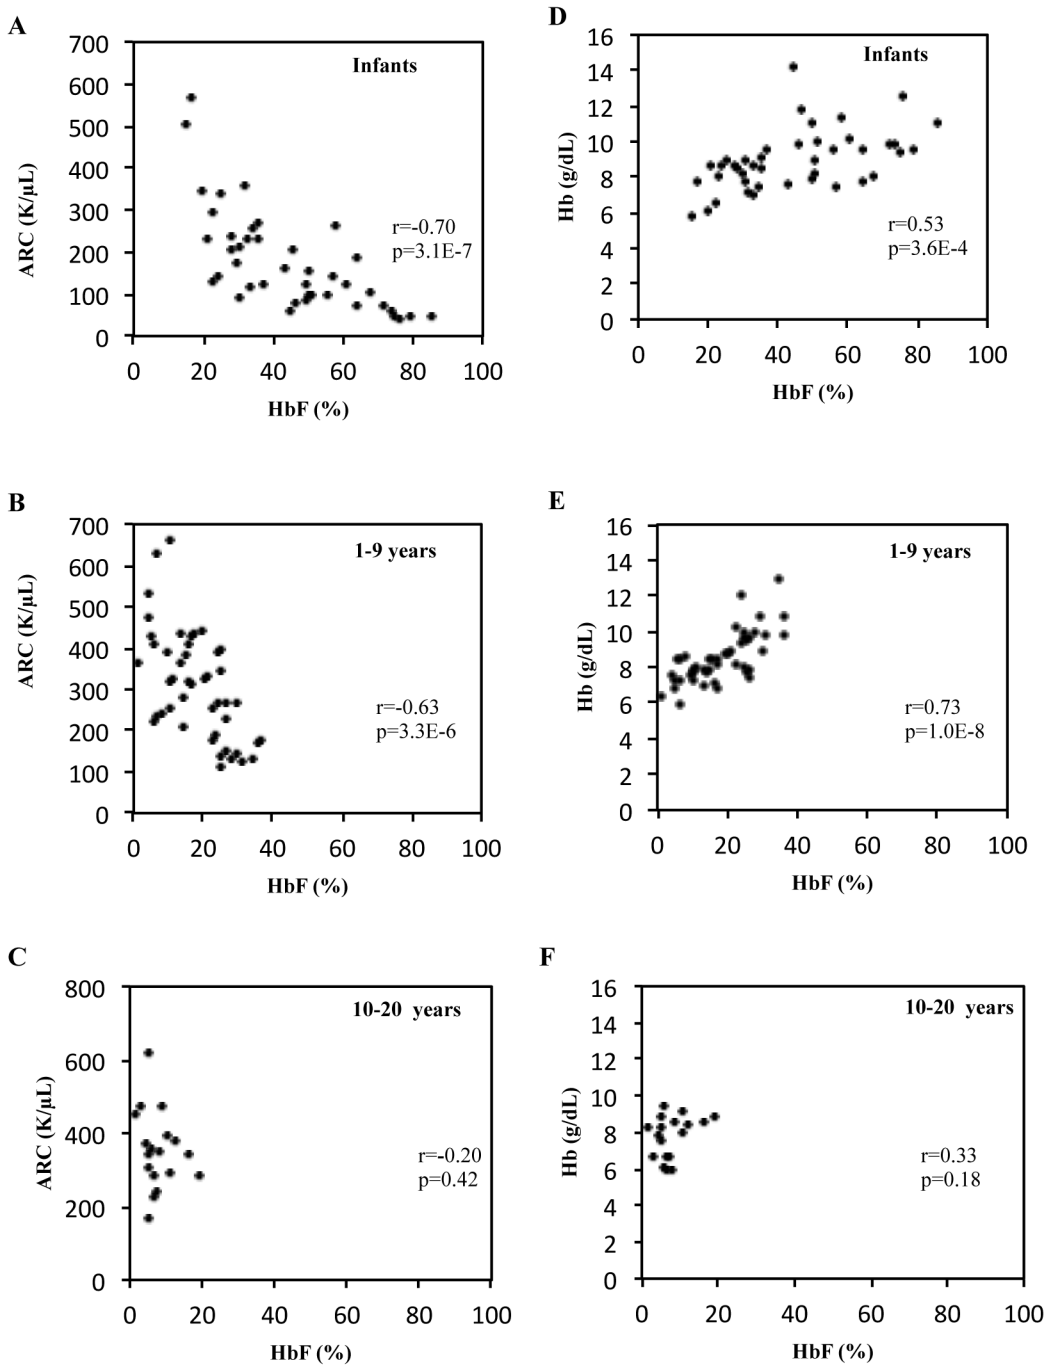 A
700
600
500
400
300
200
100
0
ARC (K/μL)
Infants
r=-0.70
p=3.1E-7
0 20 40 60 80 100
HbF (%)
D
16
14
12
10
8
6
4
2
0
Hb (g/dL)
Infants
r=0.53
p=3.6E-4
0 20 40 60 80 100
HbF (%)
B
700
600
500
400
300
200
100
0
ARC (K/μL)
1-9 years
r=-0.63
p=3.3E-6
0 20 40 60 80 100
HbF (%)
E
16
14
12
10
8
6
4
2
0
Hb (g/dL)
1-9 years
r=0.73
p=1.0E-8
0 20 40 60 80 100
HbF (%)
C
800
600
400
200
0
ARC (K/μL)
10-20 years
r=-0.20
p=0.42
0 20 40 60 80 100
HbF (%)
F
16
14
12
10
8
6
4
2
0
Hb (g/dL)
10-20 years
r=0.33
p=0.18
0 20 40 60 80 100
HbF (%)